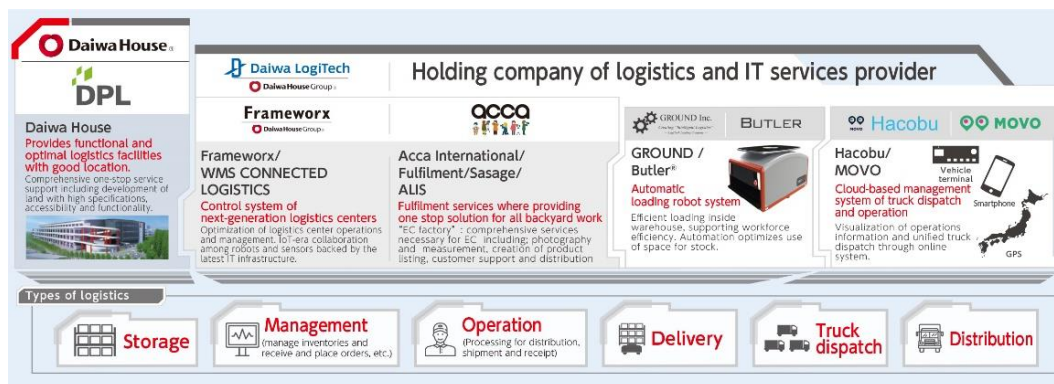 Daiwa House®
DPL
Daiwa House
Provides functional and
optimal logistics facilities
with good location.
Comprehensive one-stop service
support including development of
land with high specifications,
accessibility and functionality.
Daiwa LogiTech
Daiwa House Group®
Holding company of logistics and IT services provider
Frameworx
Daiwa House Group®
Frameworx/
WMS CONNECTED
LOGISTICS
Control system of
next-generation logistics centers
Optimization of logistics center operations
and management. IoT-era collaboration
among robots and sensors backed by the
latest IT infrastructure.
acca
Acca International/
Fulfilment/Sasage/
ALIS
Fulfilment services where providing
one stop solution for all backyard work
"EC factory" : comprehensive services
necessary for EC including; photography
and measurement, creation of product
listing, customer support and distribution
GROUND Inc.
BUTLER
GROUND /
Butler®
Automatic
loading robot system
Efficient loading inside
warehouse, supporting workforce
efficiency. Automation optimizes use
of space for stock.
MOVO
Hacobu
MOVO
Hacobu/
MOVO
Cloud-based management
system of truck dispatch
and operation
Visualization of operations
information and unified truck
dispatch through online
system.
Vehicle
terminal
Smartphone
GPS
Types of logistics
Storage
Management
(manage inventories and
receive and place orders, etc.)
Operation
(Processing for distribution,
shipment and receipt)
Delivery
Truck
dispatch
Distribution